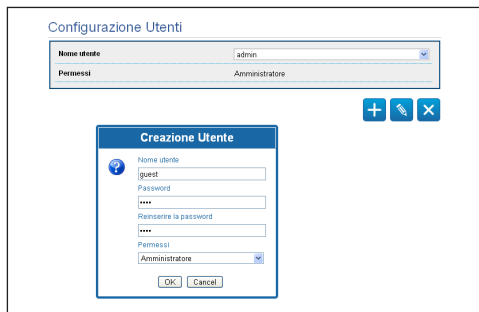 Configurazione Utenti
Nome utente admin
Permessi Amministratore
Creazione Utente
Nome utente
guest
Password
••••
Reinserire la password
••••
Permessi
Amministratore
OK Cancel